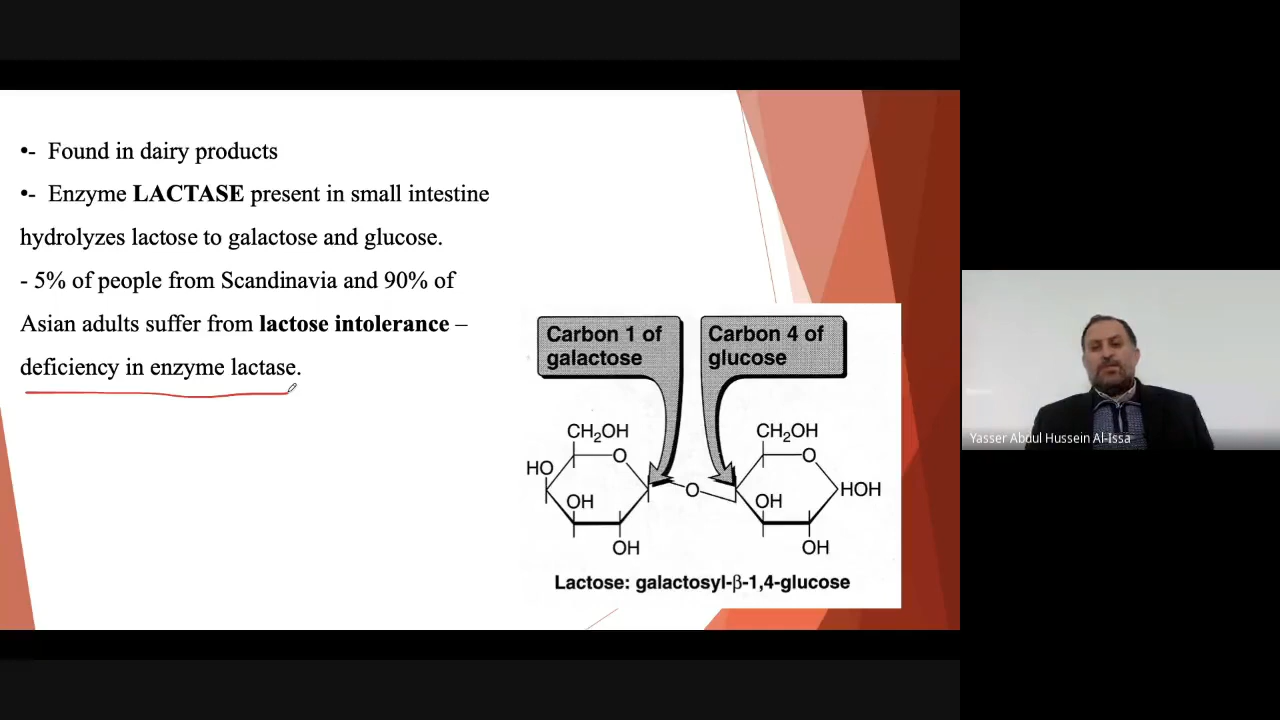 •- Found in dairy products
•- Enzyme LACTASE present in small intestine
hydrolyzes lactose to galactose and glucose.
- 5% of people from Scandinavia and 90% of
Asian adults suffer from lactose intolerance –
deficiency in enzyme lactase.
Carbon 1 of
galactose
Carbon 4 of
glucose
CH2OH
CH2OH
O
O
HO
OH
O
OH
HOH
OH
OH
Lactose: galactosyl-β-1,4-glucose
Yasser Abdul Hussein Al-Issa